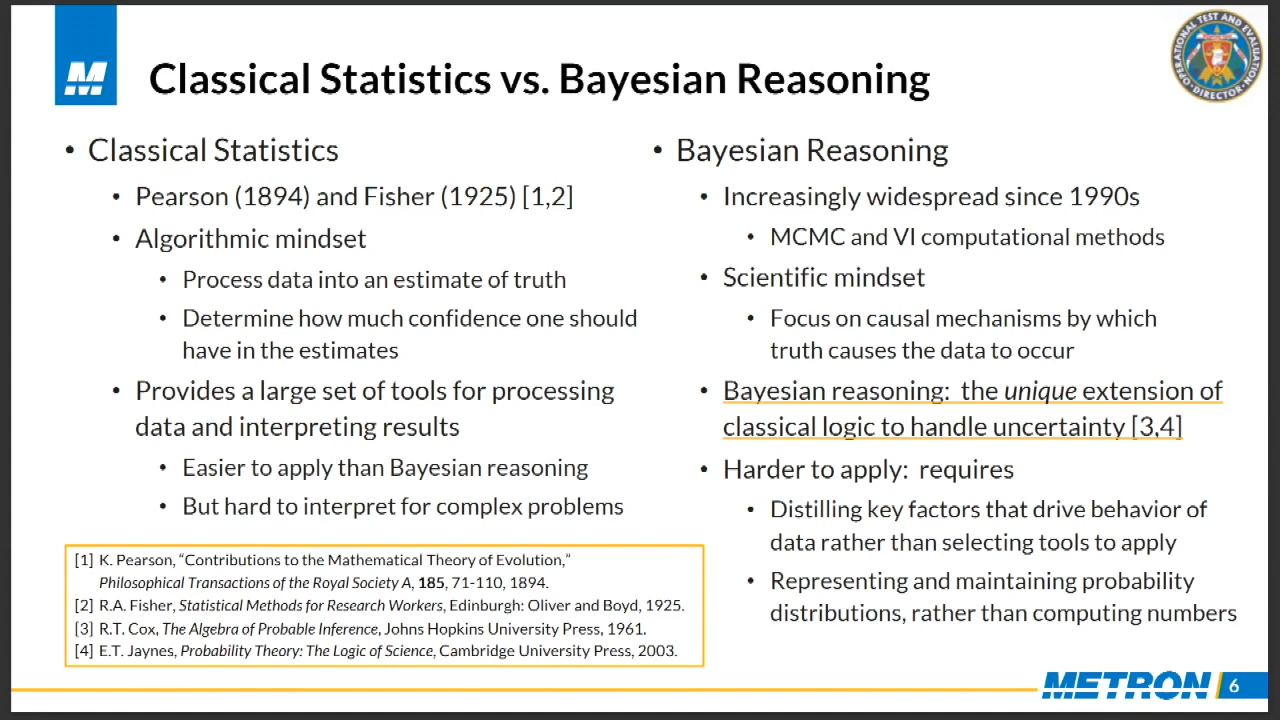 M
Classical Statistics vs. Bayesian Reasoning
OPERATIONAL TEST AND EVALUATION
DIRECTOR
• Classical Statistics
• Pearson (1894) and Fisher (1925) [1,2]
• Algorithmic mindset
• Process data into an estimate of truth
• Determine how much confidence one should
have in the estimates
• Provides a large set of tools for processing
data and interpreting results
• Easier to apply than Bayesian reasoning
• But hard to interpret for complex problems
[1] K. Pearson, “Contributions to the Mathematical Theory of Evolution,”
Philosophical Transactions of the Royal Society A, 185, 71-110, 1894.
[2] R.A. Fisher, Statistical Methods for Research Workers, Edinburgh: Oliver and Boyd, 1925.
[3] R.T. Cox, The Algebra of Probable Inference, Johns Hopkins University Press, 1961.
[4] E.T. Jaynes, Probability Theory: The Logic of Science, Cambridge University Press, 2003.
• Bayesian Reasoning
• Increasingly widespread since 1990s
• MCMC and VI computational methods
• Scientific mindset
• Focus on causal mechanisms by which
truth causes the data to occur
• Bayesian reasoning: the unique extension of
classical logic to handle uncertainty [3,4]
• Harder to apply: requires
• Distilling key factors that drive behavior of
data rather than selecting tools to apply
• Representing and maintaining probability
distributions, rather than computing numbers
METRON 6